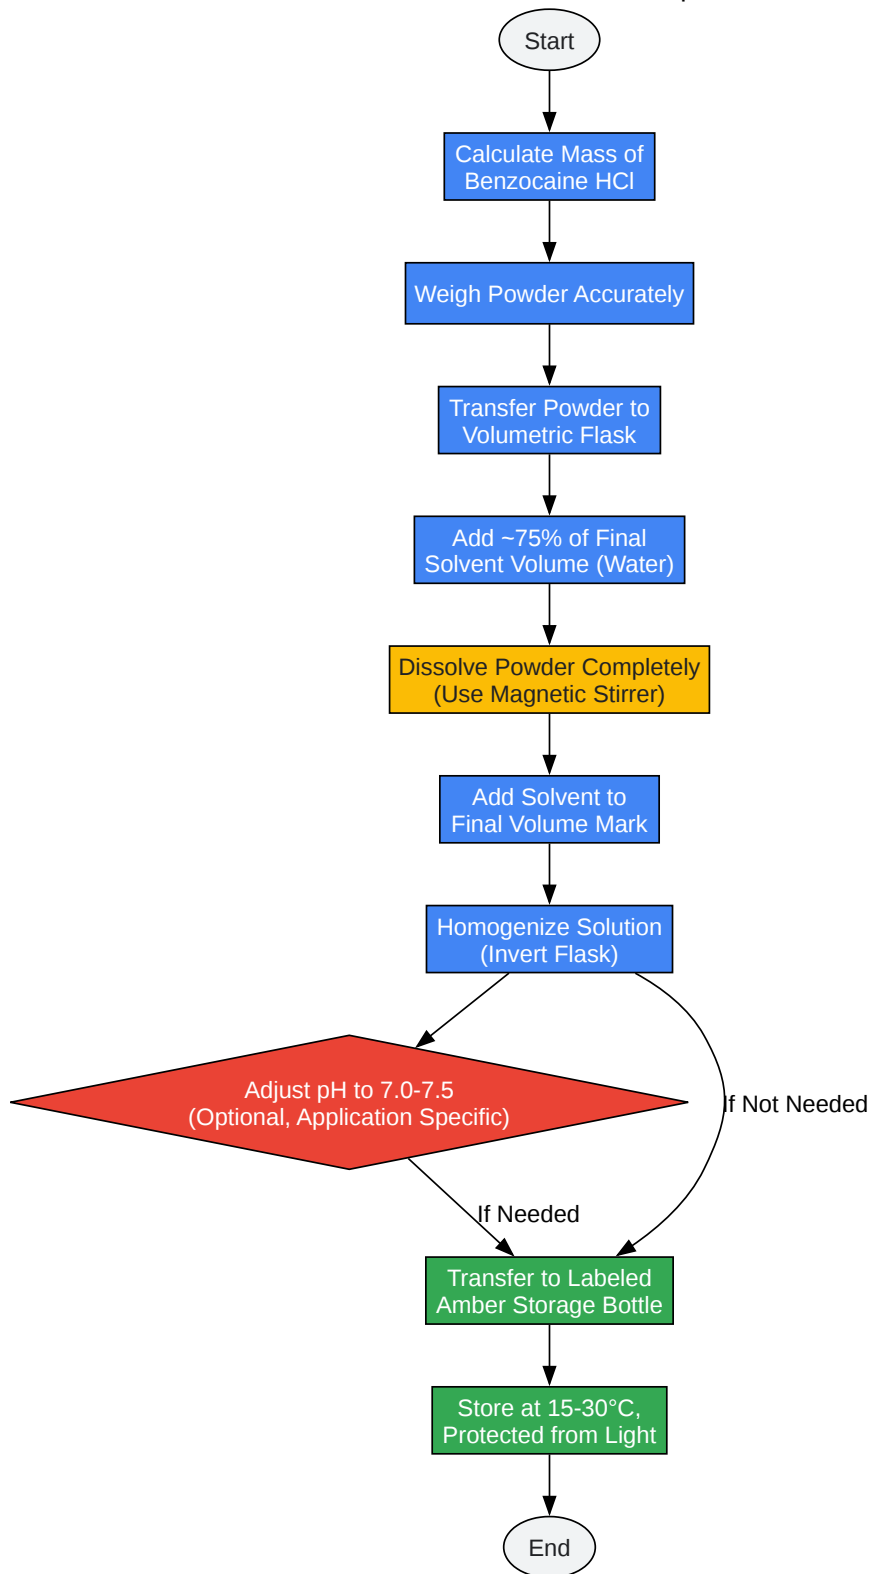 Start
Calculate Mass of
Benzocaine HCl
Weigh Powder Accurately
Transfer Powder to
Volumetric Flask
Add ~75% of Final
Solvent Volume (Water)
Dissolve Powder Completely
(Use Magnetic Stirrer)
Add Solvent to
Final Volume Mark
Homogenize Solution
(Invert Flask)
Adjust pH to 7.0-7.5
(Optional, Application Specific)
If Not Needed
If Needed
Transfer to Labeled
Amber Storage Bottle
Store at 15-30°C,
Protected from Light
End